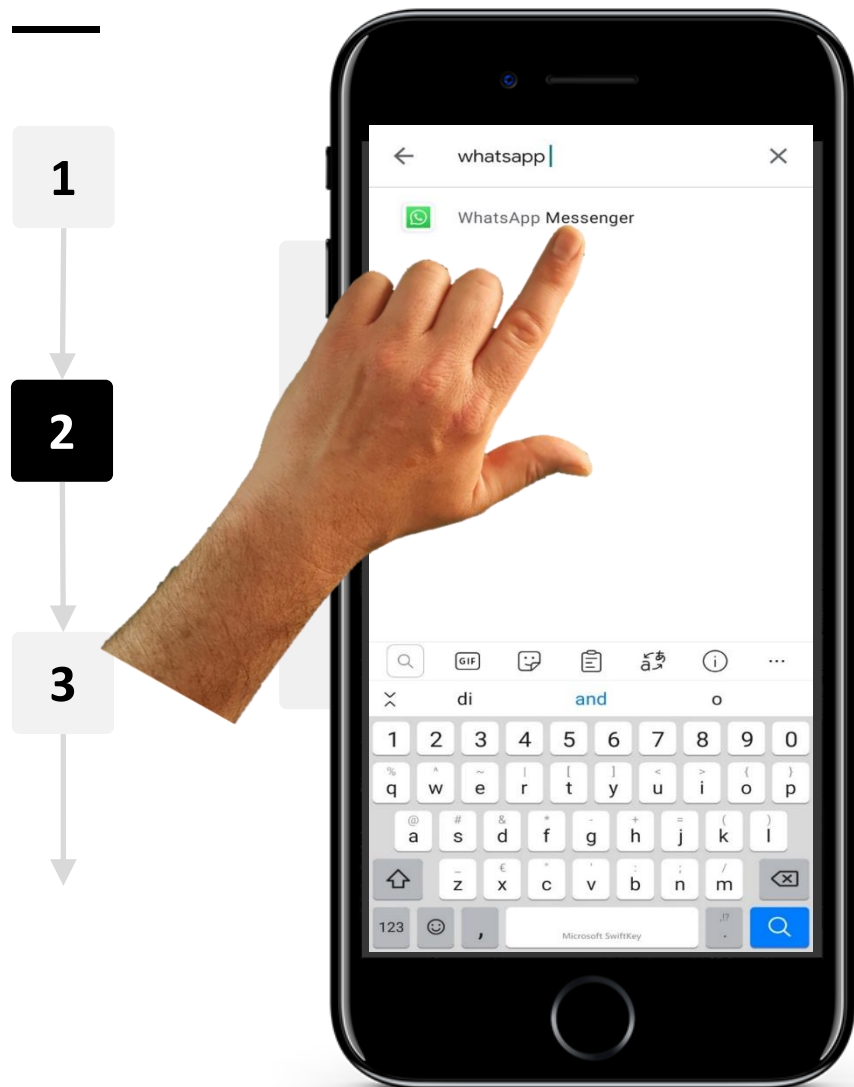 1
2
3
whatsapp
WhatsApp Messenger
GIF
di and o
1 2 3 4 5 6 7 8 9 0
% ^ ~ | [ ] < > { }
q w e r t y u i o p
@ # & * - + = ( )
a s d f g h j k l
_ € " ' : ; /
z x c v b n m
123 , ,!? .
Microsoft SwiftKey